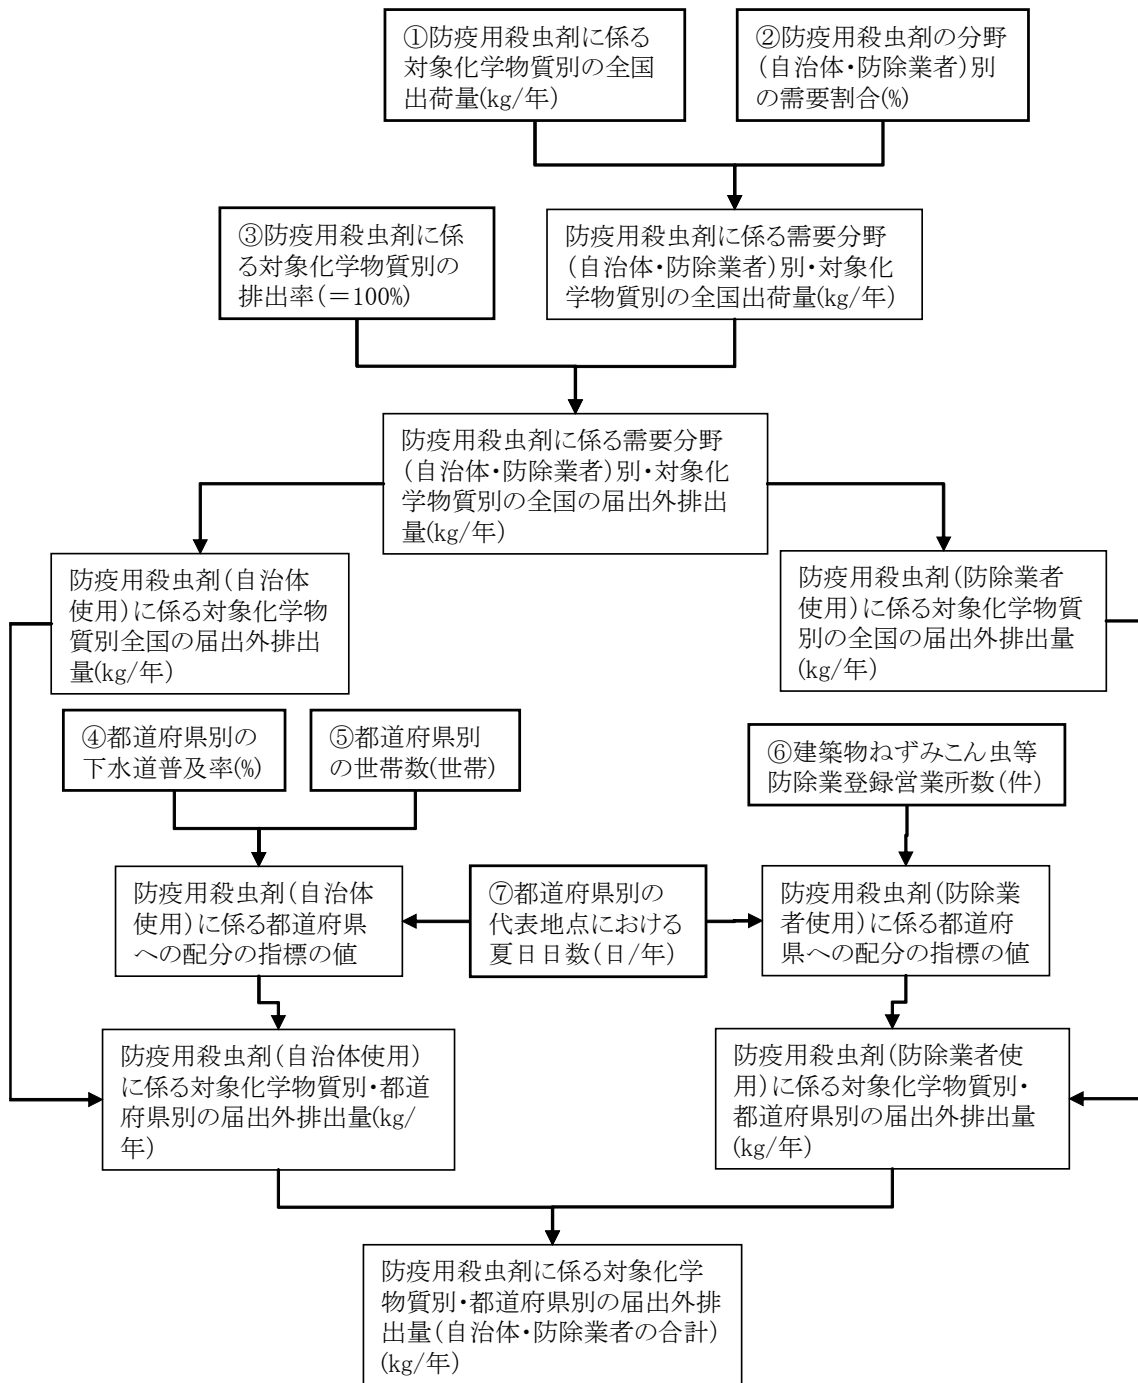 ①防疫用殺虫剤に係る
対象化学物質別の全国
出荷量(kg/年)
②防疫用殺虫剤の分野
(自治体・防除業者)別
の需要割合(%)
③防疫用殺虫剤に係
る対象化学物質別の
排出率(＝100%)
防疫用殺虫剤に係る需要分野
(自治体・防除業者)別・対象化
学物質別の全国出荷量(kg/年)
防疫用殺虫剤に係る需要分野
(自治体・防除業者)別・対象化
学物質別の全国の届出外排出
量(kg/年)
防疫用殺虫剤(自治体
使用)に係る対象化学物
質別全国の届出外排出
量(kg/年)
防疫用殺虫剤(防除業者
使用)に係る対象化学物質
別の全国の届出外排出量
(kg/年)
④都道府県別の
下水道普及率(%)
⑤都道府県別
の世帯数(世帯)
⑥建築物ねずみこん虫等
防除業登録営業所数(件)
防疫用殺虫剤(自治体
使用)に係る都道府県
への配分の指標の値
⑦都道府県別の
代表地点における
夏日日数(日/年)
防疫用殺虫剤(防除業
者使用)に係る都道府
県への配分の指標の値
防疫用殺虫剤(自治体使用)
に係る対象化学物質別・都道
府県別の届出外排出量(kg/
年)
防疫用殺虫剤(防除業者使
用)に係る対象化学物質別・
都道府県別の届出外排出量
(kg/年)
防疫用殺虫剤に係る対象化学
物質別・都道府県別の届出外排
出量(自治体・防除業者の合計)
(kg/年)